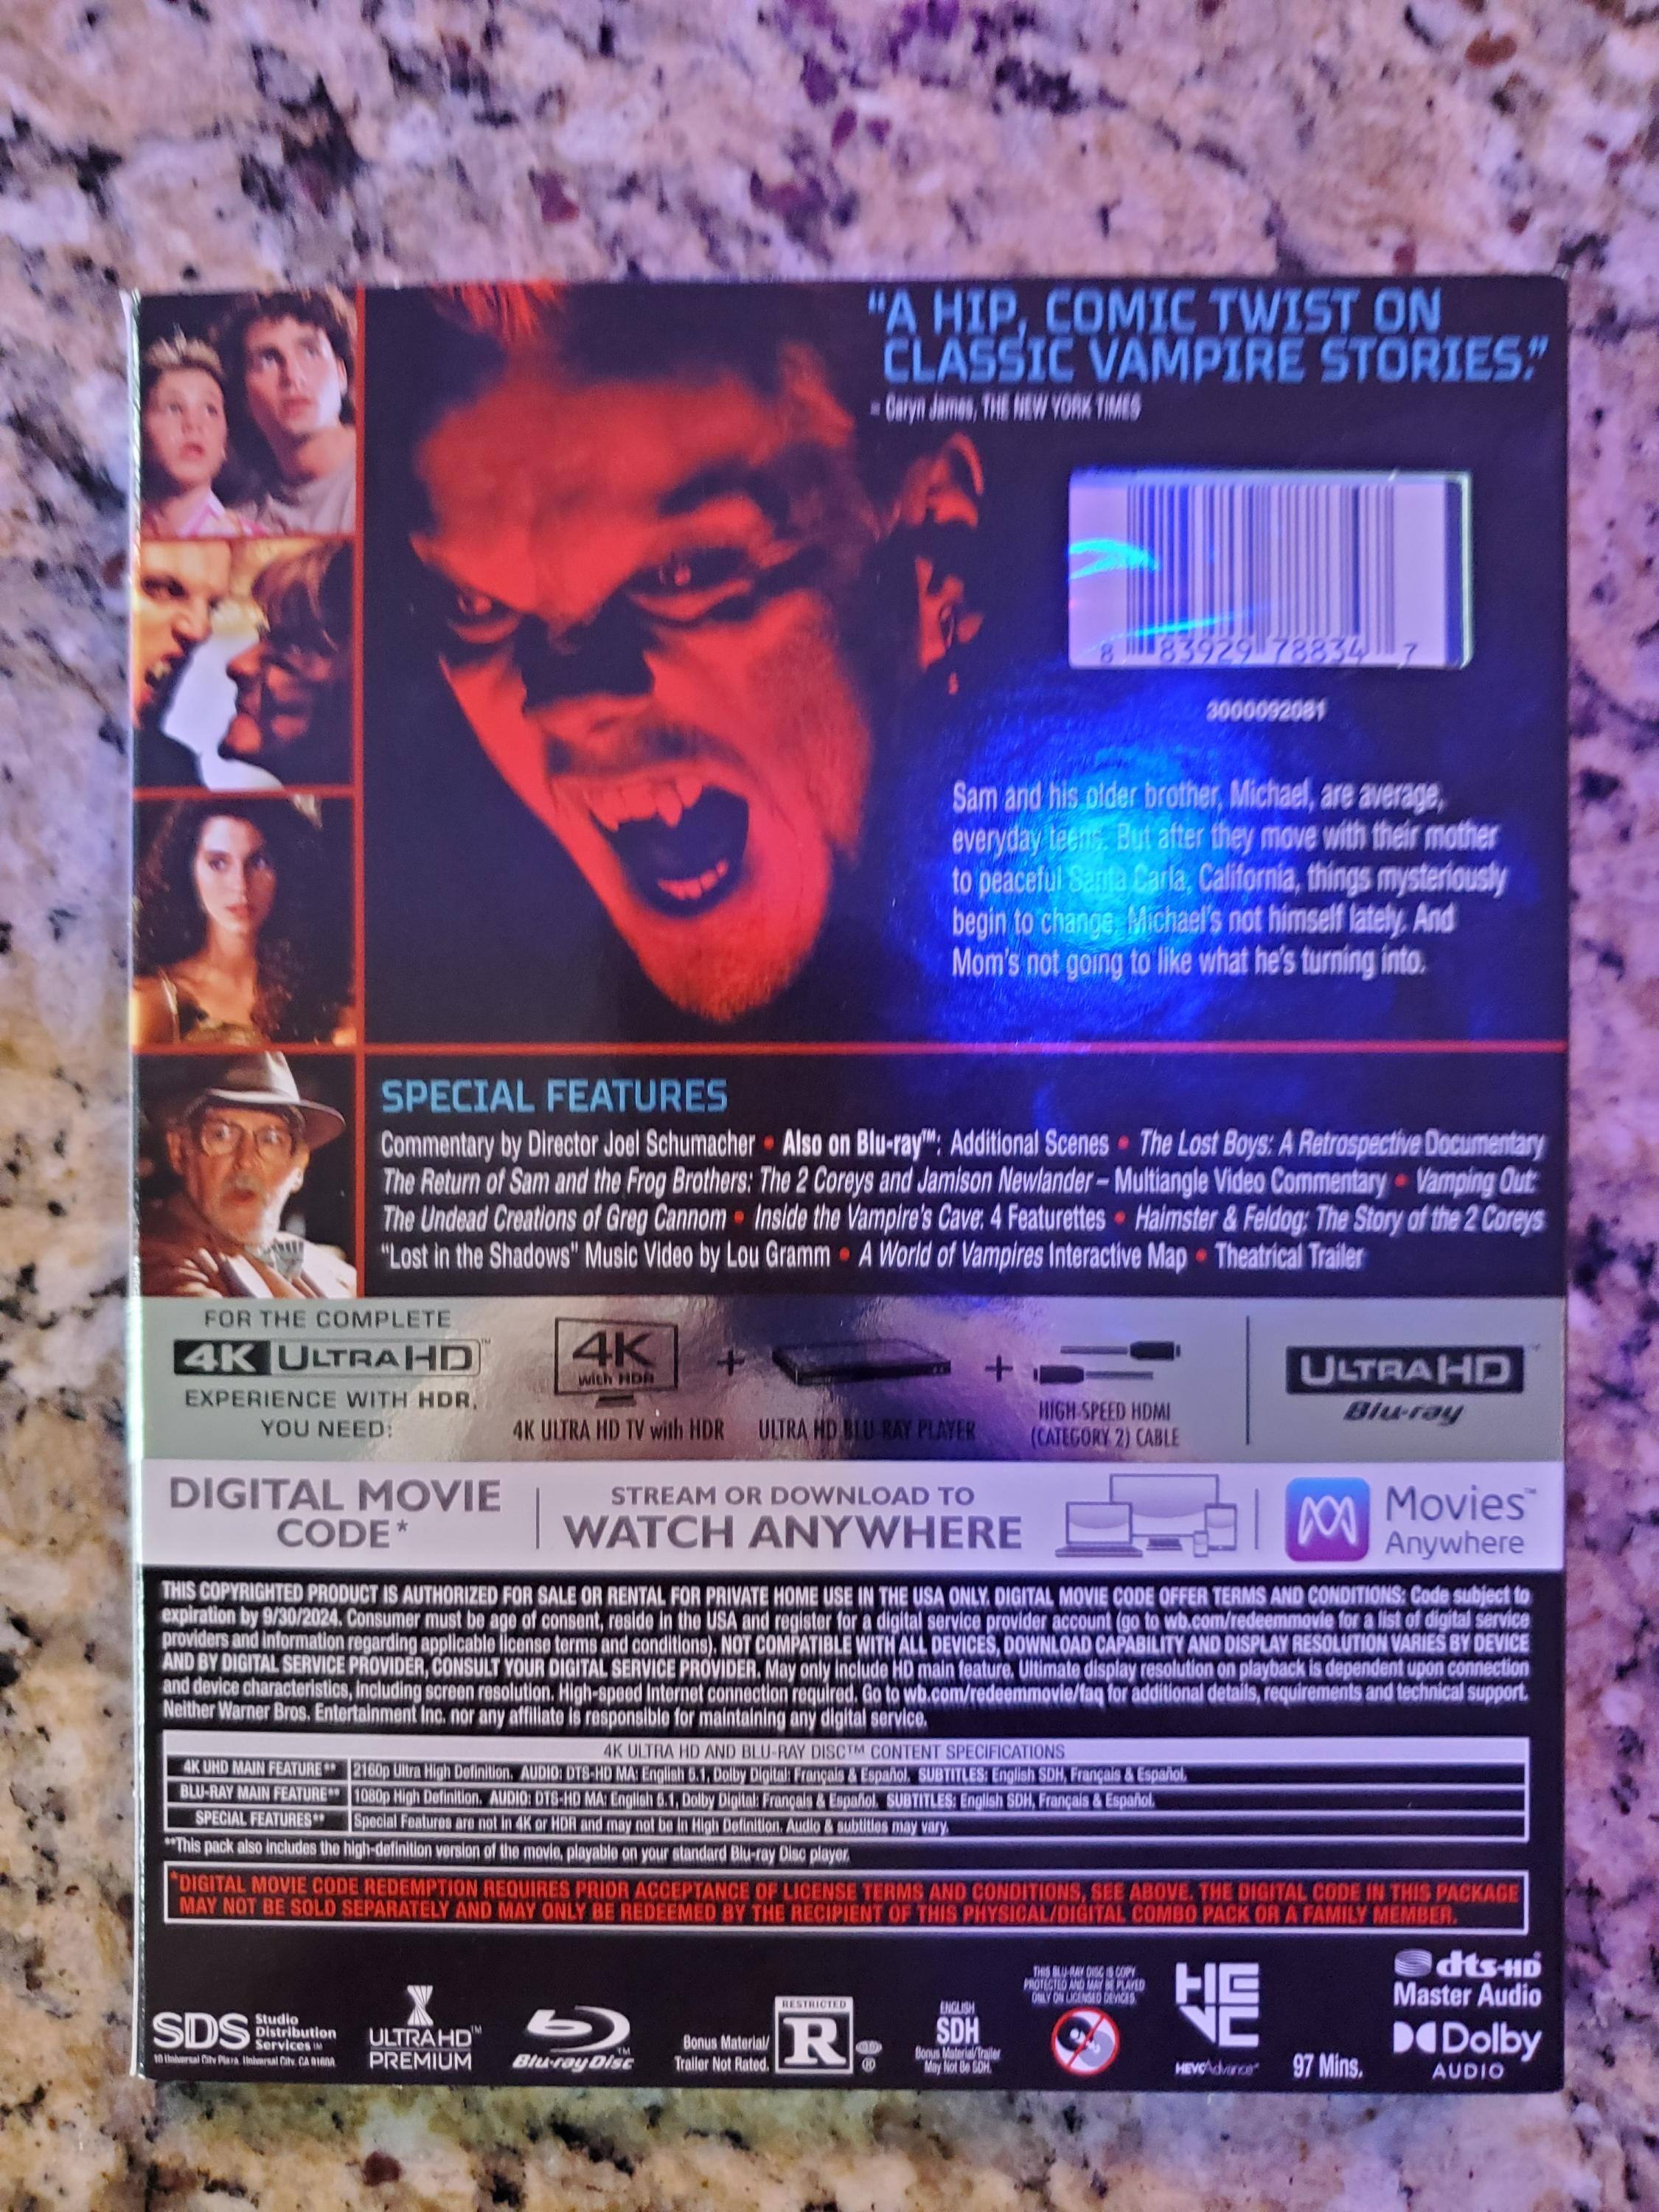 "A HIP, COMIC TWIST ON
CLASSIC VAMPIRE STORIES."
– Caryn James, THE NEW YORK TIMES
8 83929 78834 7
3000092081
Sam and his older brother, Michael, are average,
everyday teens. But after they move with their mother
to peaceful Santa Carla, California, things mysteriously
begin to change. Michael's not himself lately. And
Mom's not going to like what he's turning into.
SPECIAL FEATURES
Commentary by Director Joel Schumacher • Also on Blu-ray™: Additional Scenes • The Lost Boys: A Retrospective Documentary
The Return of Sam and the Frog Brothers: The 2 Coreys and Jamison Newlander – Multiangle Video Commentary • Vamping Out:
The Undead Creations of Greg Cannom • Inside the Vampire's Cave: 4 Featurettes • Haimster & Feldog: The Story of the 2 Coreys
"Lost in the Shadows" Music Video by Lou Gramm • A World of Vampires Interactive Map • Theatrical Trailer
FOR THE COMPLETE
4K ULTRA HD™
EXPERIENCE WITH HDR,
YOU NEED:
4K
with HDR
4K ULTRA HD TV with HDR
+
ULTRA HD BLU-RAY PLAYER
+
HIGH-SPEED HDMI
(CATEGORY 2) CABLE
ULTRA HD™
Blu-ray
DIGITAL MOVIE
CODE*
STREAM OR DOWNLOAD TO
WATCH ANYWHERE
Movies™
Anywhere
THIS COPYRIGHTED PRODUCT IS AUTHORIZED FOR SALE OR RENTAL FOR PRIVATE HOME USE IN THE USA ONLY. DIGITAL MOVIE CODE OFFER TERMS AND CONDITIONS: Code subject to
expiration by 9/30/2024. Consumer must be age of consent, reside in the USA and register for a digital service provider account (go to wb.com/redeemmovie for a list of digital service
providers and information regarding applicable license terms and conditions). NOT COMPATIBLE WITH ALL DEVICES, DOWNLOAD CAPABILITY AND DISPLAY RESOLUTION VARIES BY DEVICE
AND BY DIGITAL SERVICE PROVIDER, CONSULT YOUR DIGITAL SERVICE PROVIDER. May only include HD main feature. Ultimate display resolution on playback is dependent upon connection
and device characteristics, including screen resolution. High-speed Internet connection required. Go to wb.com/redeemmovie/faq for additional details, requirements and technical support.
Neither Warner Bros. Entertainment Inc. nor any affiliate is responsible for maintaining any digital service.
4K ULTRA HD AND BLU-RAY DISC™ CONTENT SPECIFICATIONS
4K UHD MAIN FEATURE** 2160p Ultra High Definition. AUDIO: DTS-HD MA: English 5.1, Dolby Digital: Français & Español. SUBTITLES: English SDH, Français & Español.
BLU-RAY MAIN FEATURE** 1080p High Definition. AUDIO: DTS-HD MA: English 5.1, Dolby Digital: Français & Español. SUBTITLES: English SDH, Français & Español.
SPECIAL FEATURES** Special Features are not in 4K or HDR and may not be in High Definition. Audio & subtitles may vary.
**This pack also includes the high-definition version of the movie, playable on your standard Blu-ray Disc player.
*DIGITAL MOVIE CODE REDEMPTION REQUIRES PRIOR ACCEPTANCE OF LICENSE TERMS AND CONDITIONS, SEE ABOVE. THE DIGITAL CODE IN THIS PACKAGE
MAY NOT BE SOLD SEPARATELY AND MAY ONLY BE REDEEMED BY THE RECIPIENT OF THIS PHYSICAL/DIGITAL COMBO PACK OR A FAMILY MEMBER.
SDS Studio
Distribution
Services™
10 Universal City Plaza, Universal City, CA 91608.
ULTRA HD™
PREMIUM
Blu-ray Disc™
Bonus Material/
Trailer Not Rated.
RESTRICTED
R
®
ENGLISH
SDH
Bonus Material/Trailer
May Not Be SDH.
THIS BLU-RAY DISC IS COPY
PROTECTED AND MAY BE PLAYED
ONLY ON LICENSED DEVICES.
HEVC
HEVC Advance™
97 Mins.
dts-HD
Master Audio
Dolby
AUDIO